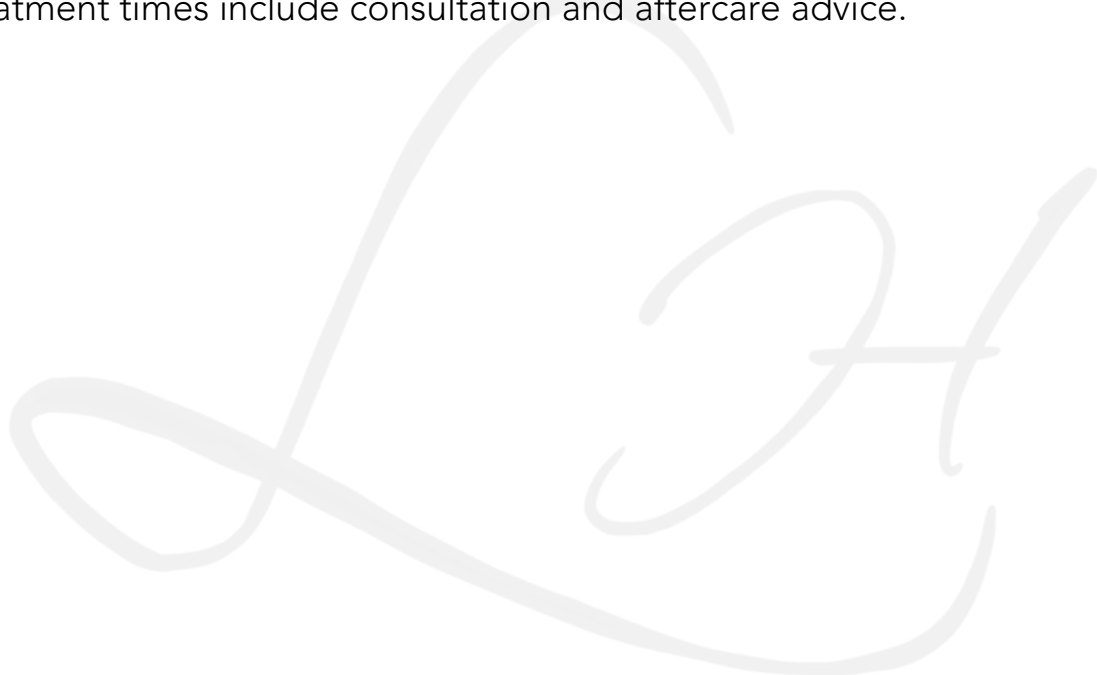 atment times include consultation and aftercare advice.
LH